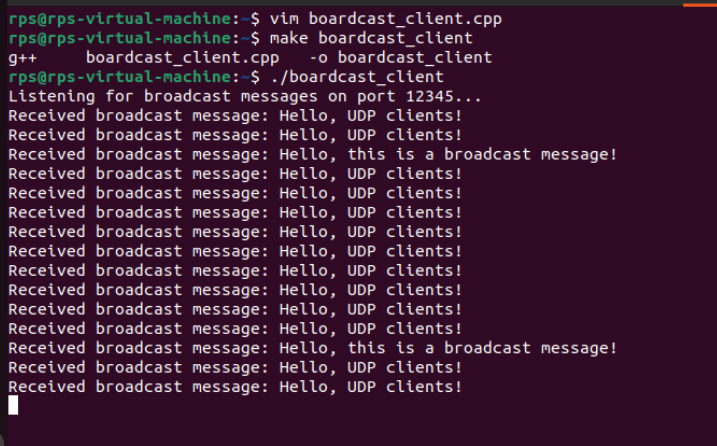 rps@rps-virtual-machine:~$ vim boardcast_client.cpp
rps@rps-virtual-machine:~$ make boardcast_client
g++     boardcast_client.cpp   -o boardcast_client
rps@rps-virtual-machine:~$ ./boardcast_client
Listening for broadcast messages on port 12345...
Received broadcast message: Hello, UDP clients!
Received broadcast message: Hello, UDP clients!
Received broadcast message: Hello, this is a broadcast message!
Received broadcast message: Hello, UDP clients!
Received broadcast message: Hello, UDP clients!
Received broadcast message: Hello, UDP clients!
Received broadcast message: Hello, UDP clients!
Received broadcast message: Hello, UDP clients!
Received broadcast message: Hello, UDP clients!
Received broadcast message: Hello, UDP clients!
Received broadcast message: Hello, UDP clients!
Received broadcast message: Hello, UDP clients!
Received broadcast message: Hello, this is a broadcast message!
Received broadcast message: Hello, UDP clients!
Received broadcast message: Hello, UDP clients!